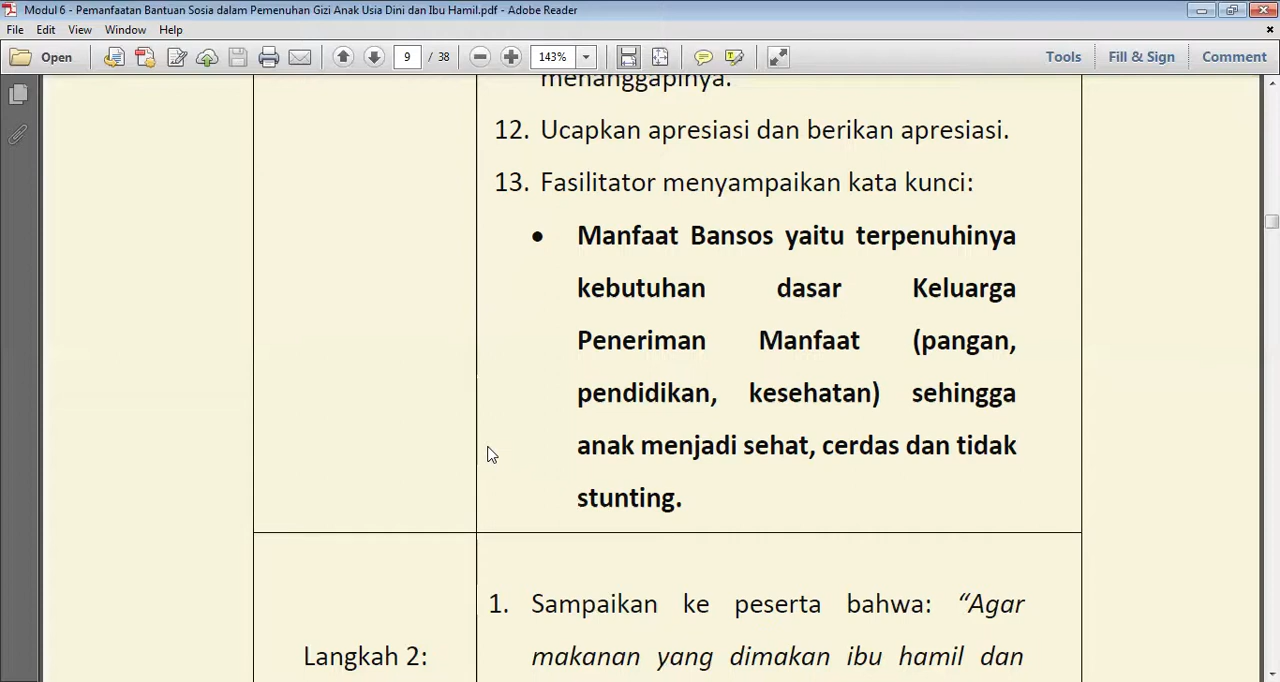 Modul 6 - Pemanfaatan Bantuan Sosia dalam Pemenuhan Gizi Anak Usia Dini dan Ibu Hamil.pdf - Adobe Reader
File Edit View Window Help
Open 9 / 38 143% Tools Fill & Sign Comment
menanggapinya.
12. Ucapkan apresiasi dan berikan apresiasi.
13. Fasilitator menyampaikan kata kunci:
• Manfaat Bansos yaitu terpenuhinya
kebutuhan dasar Keluarga
Peneriman Manfaat (pangan,
pendidikan, kesehatan) sehingga
anak menjadi sehat, cerdas dan tidak
stunting.
Langkah 2:
1. Sampaikan ke peserta bahwa: “Agar
makanan yang dimakan ibu hamil dan